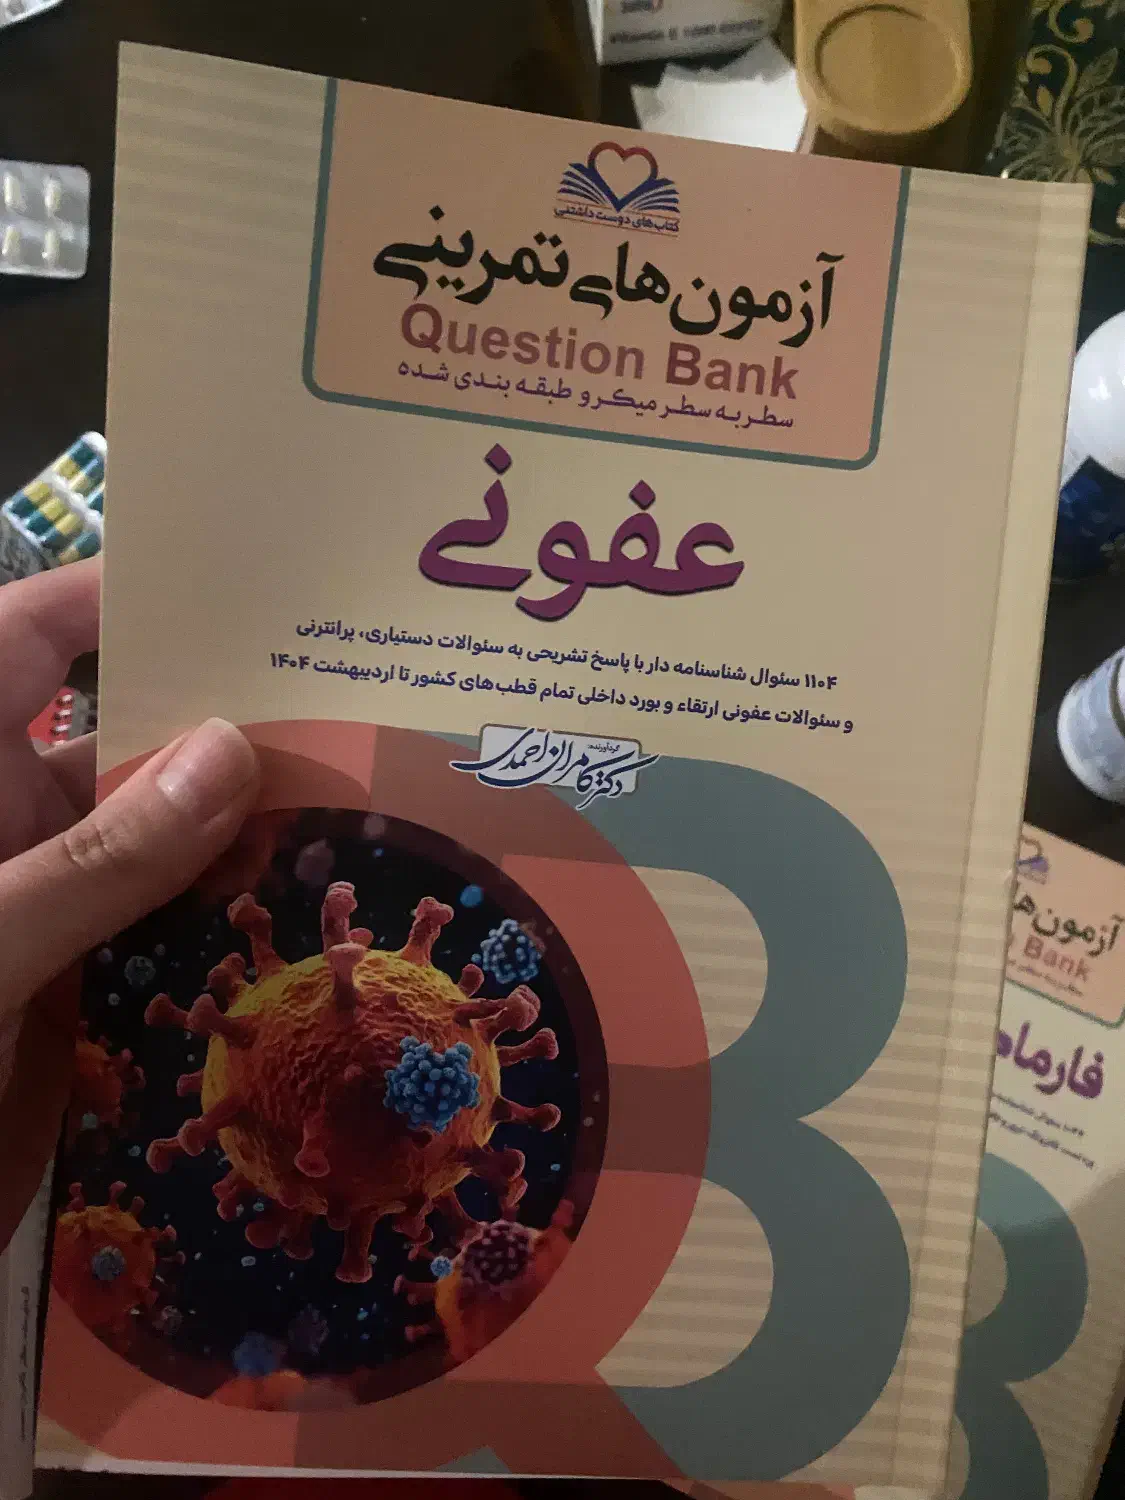 کتاب‌های دوست داشتنی
آزمون های تمرینی
Question Bank
سطر به سطر میکرو طبقه بندی شده
عفونی
۱۱۰۴ سئوال شناسنامه دار با پاسخ تشریحی به سئوالات دستیاری، پرانترنی
و سئوالات عفونی ارتقاء و بورد داخلی تمام قطب‌های کشور تا اردیبهشت ۱۴۰۴
گردآورنده:
دکتر کامران احمدی
آزمون ها
Bank
فارما